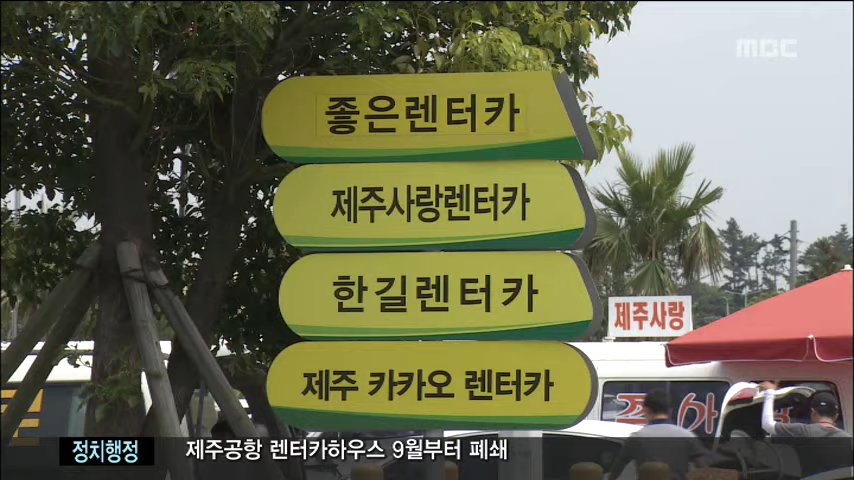 MBC
좋은렌터카
제주사랑렌터카
한길렌터카
제주 카카오 렌터카
제주사랑
정치행정
제주공항 렌터카하우스 9월부터 폐쇄